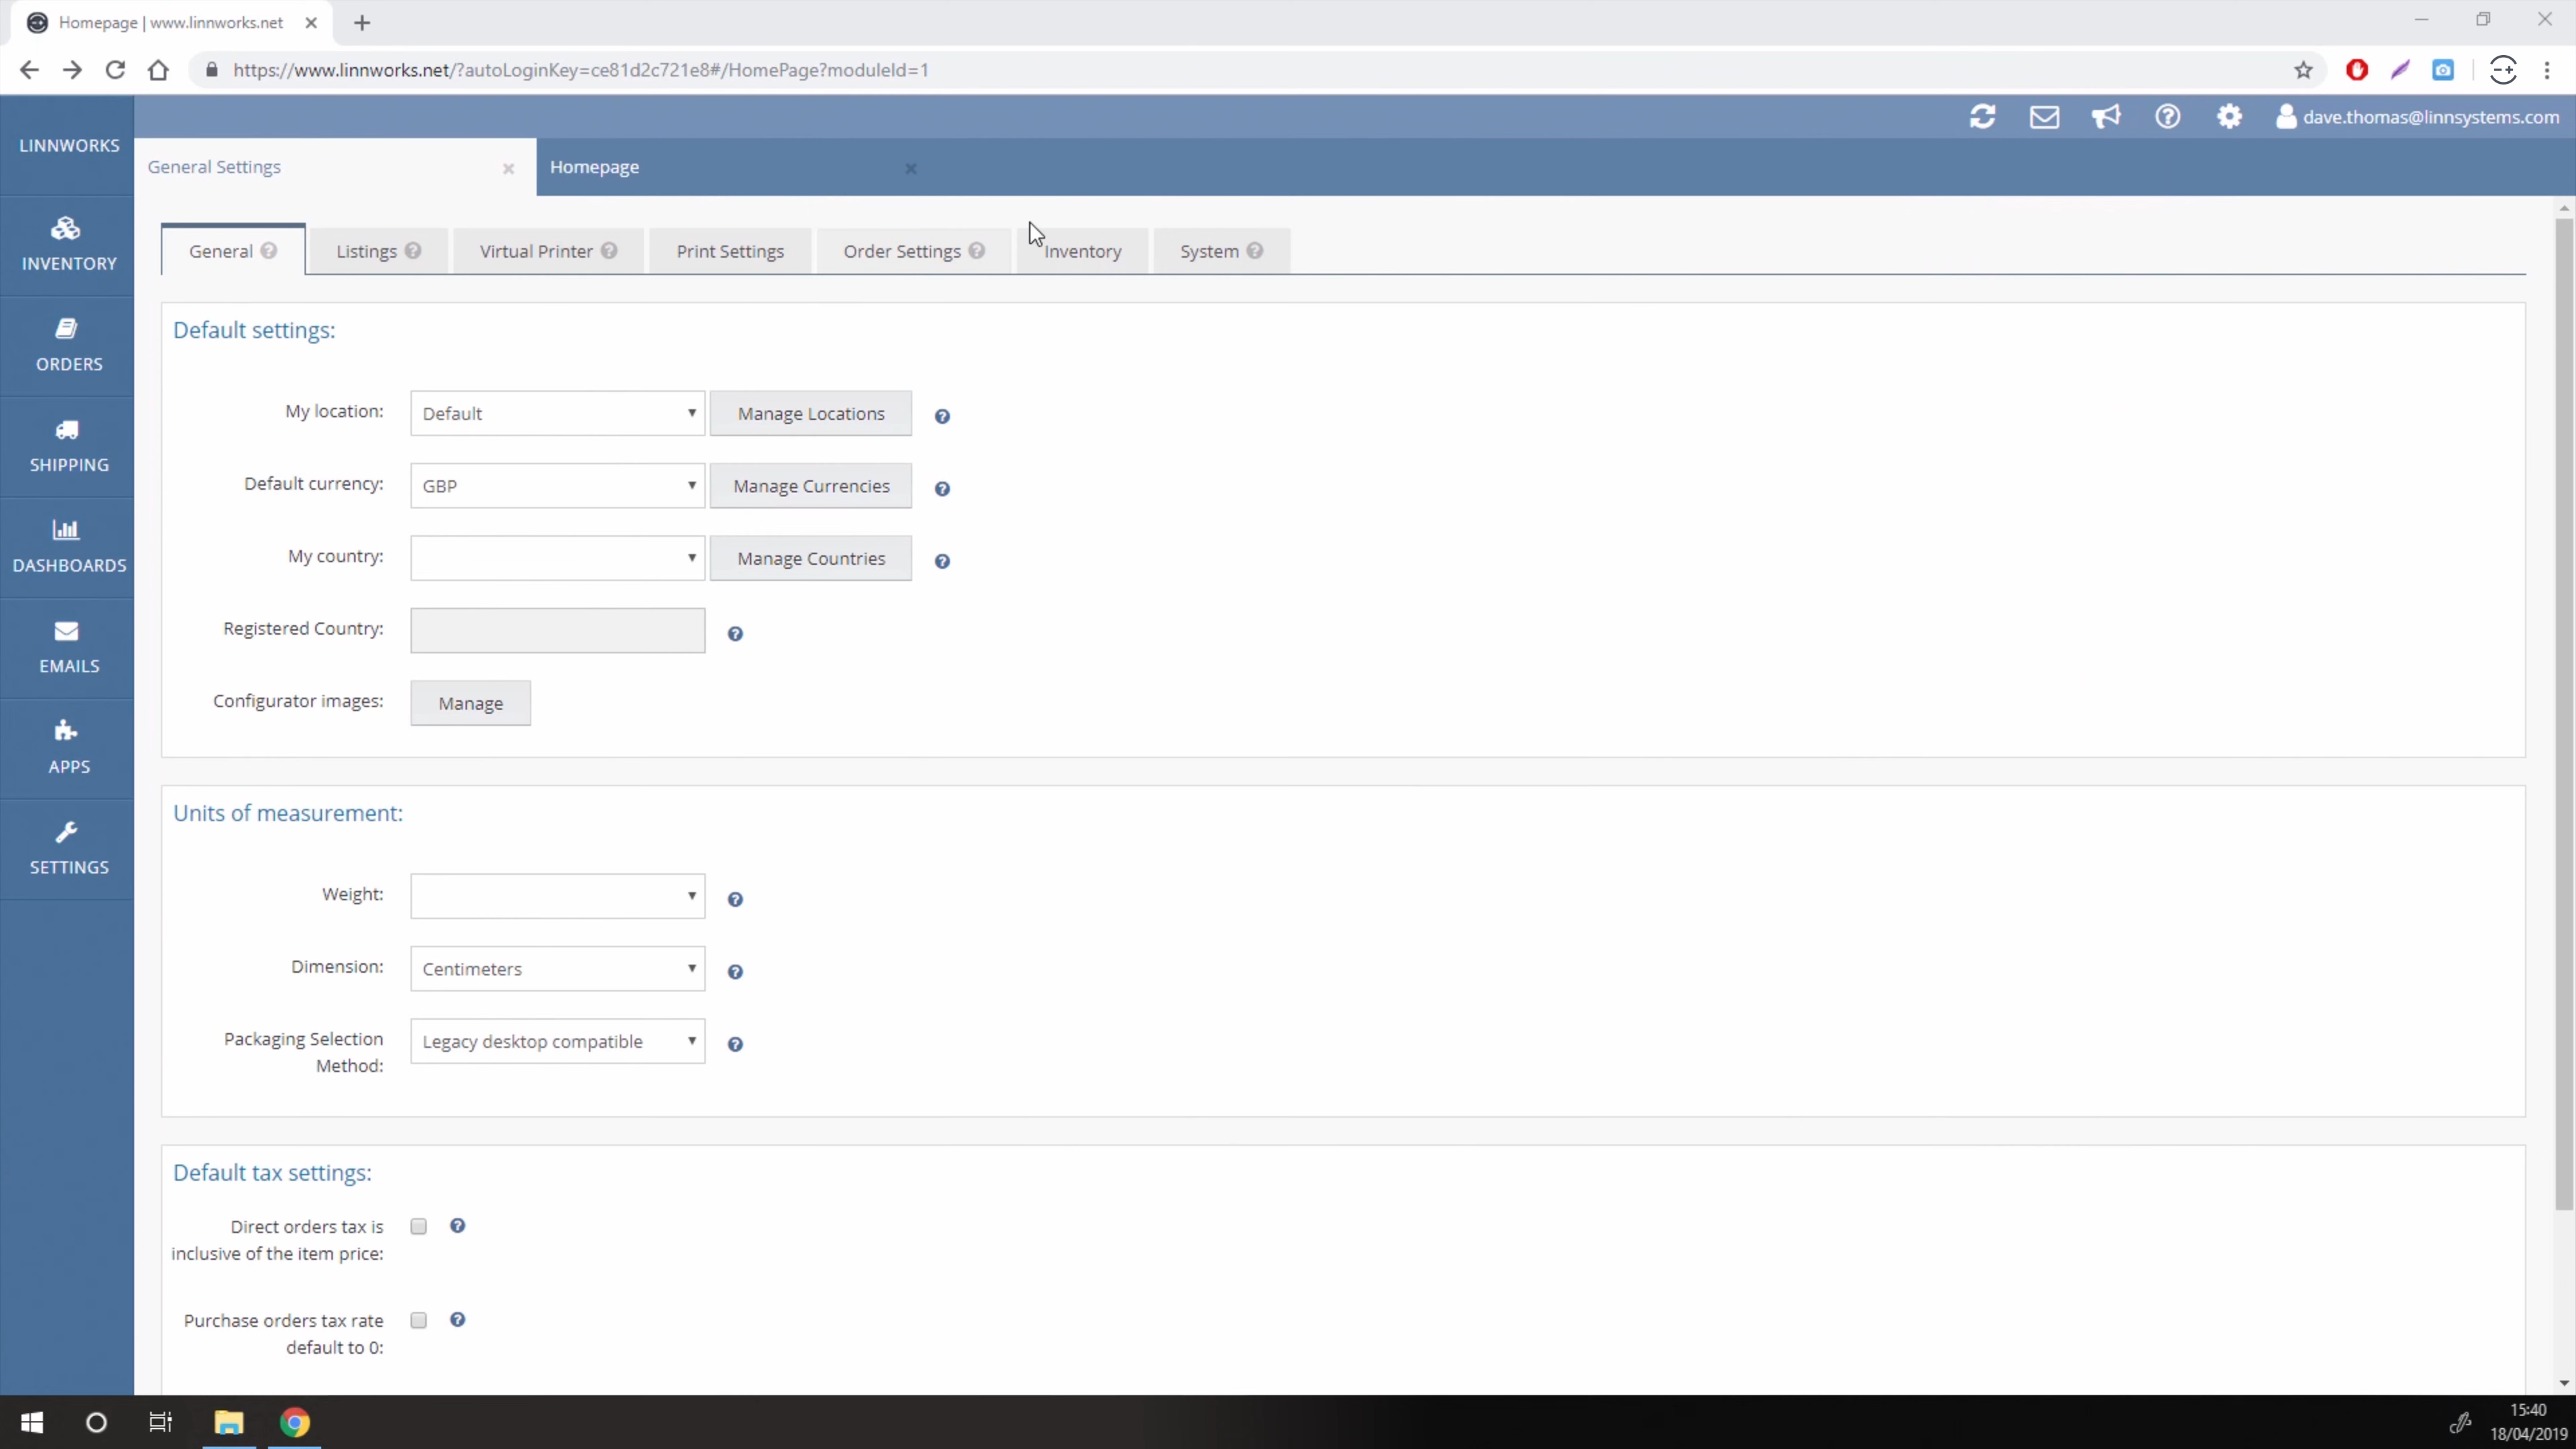 Homepage | www.linnworks.net
https://www.linnworks.net/?autoLoginKey=ce81d2c721e8#/HomePage?moduleId=1
LINNWORKS
dave.thomas@linnsystems.com
General Settings
Homepage
General
Listings
Virtual Printer
Print Settings
Order Settings
Inventory
System
INVENTORY
ORDERS
SHIPPING
DASHBOARDS
EMAILS
APPS
SETTINGS
Default settings:
My location: Default Manage Locations
Default currency: GBP Manage Currencies
My country: Manage Countries
Registered Country:
Configurator images: Manage
Units of measurement:
Weight:
Dimension: Centimeters
Packaging Selection
Method:
Legacy desktop compatible
Default tax settings:
Direct orders tax is
inclusive of the item price:
Purchase orders tax rate
default to 0:
15:40
18/04/2019